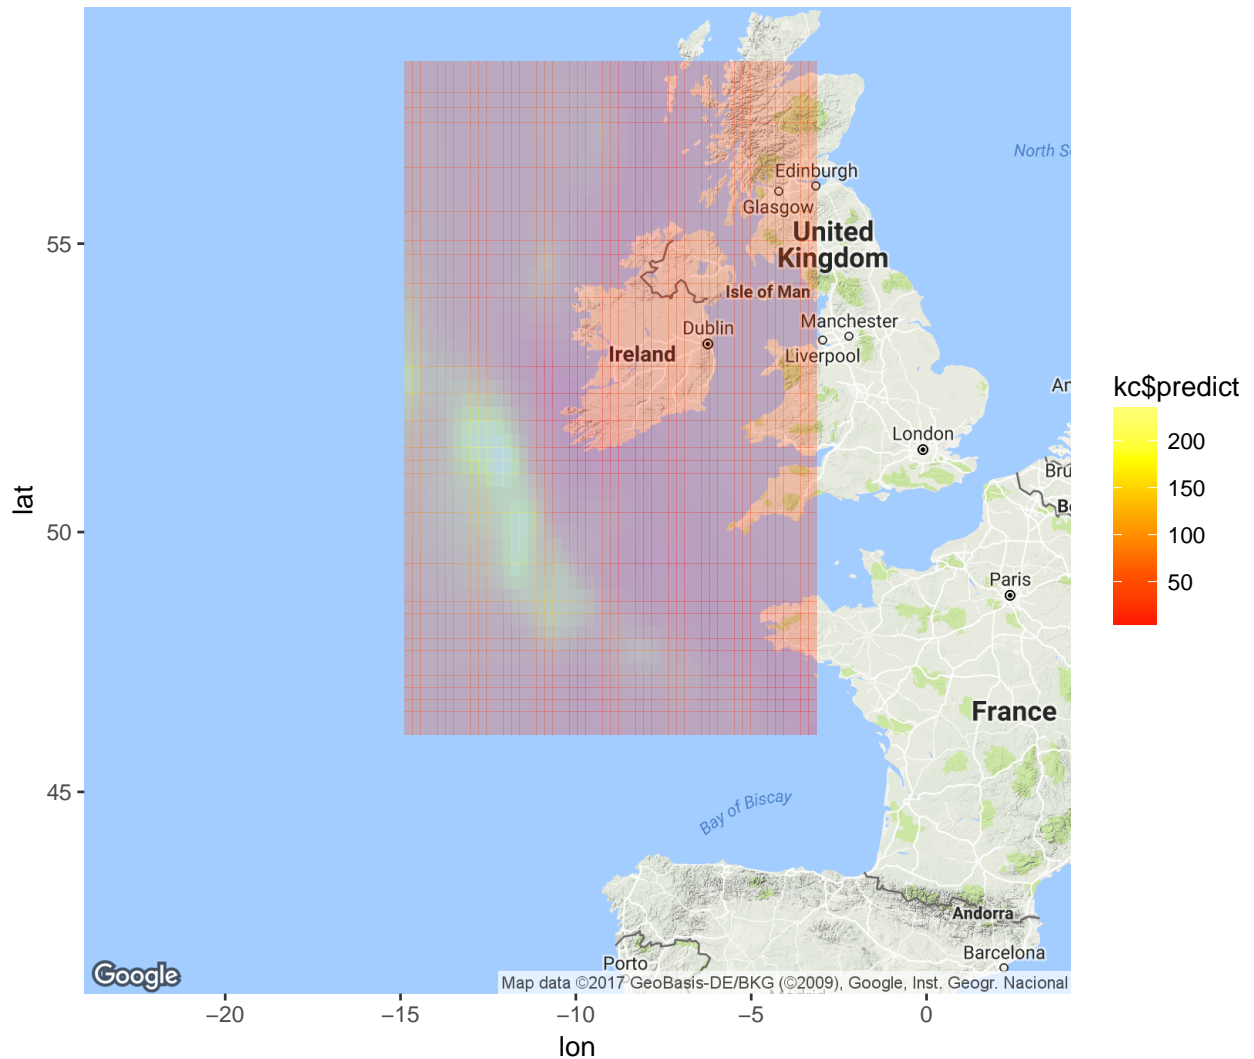 North S
Edinburgh
Glasgow
United
Kingdom
Isle of Man
Dublin
Manchester
Ireland
Liverpool
An
London
Bru
Be
Paris
France
Bay of Biscay
Andorra
Barcelona
Porto
Google
Map data ©2017 GeoBasis-DE/BKG (©2009), Google, Inst. Geogr. Nacional
Madrid
55
50
45
lat
−20
−15
−10
−5
0
lon
kc$predict
200
150
100
50